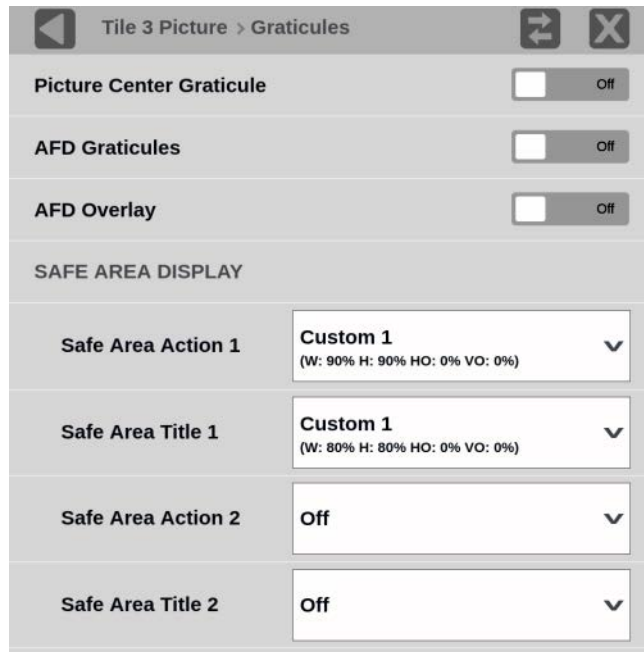 Tile 3 Picture > Graticules
Picture Center Graticule Off
AFD Graticules Off
AFD Overlay Off
SAFE AREA DISPLAY
Safe Area Action 1 Custom 1
(W: 90% H: 90% HO: 0% VO: 0%)
Safe Area Title 1 Custom 1
(W: 80% H: 80% HO: 0% VO: 0%)
Safe Area Action 2 Off
Safe Area Title 2 Off